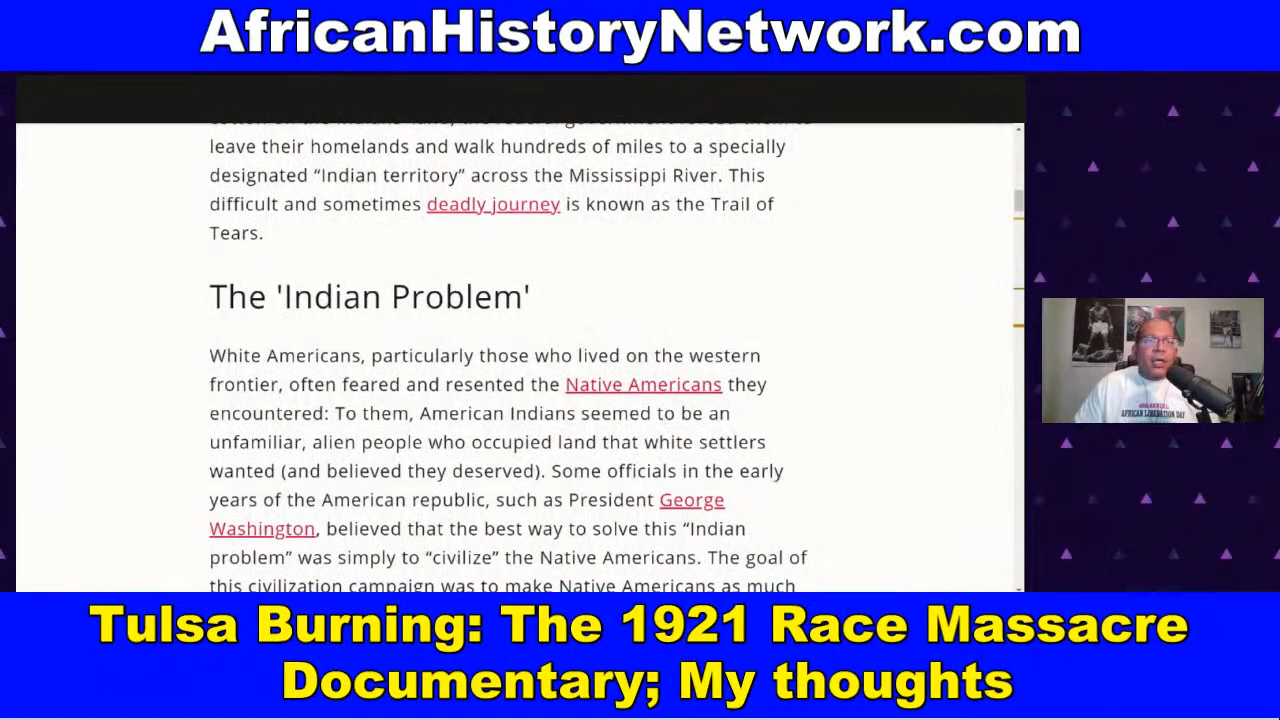 AfricanHistoryNetwork.com
leave their homelands and walk hundreds of miles to a specially
designated “Indian territory” across the Mississippi River. This
difficult and sometimes deadly journey is known as the Trail of
Tears.
The 'Indian Problem'
White Americans, particularly those who lived on the western
frontier, often feared and resented the Native Americans they
encountered: To them, American Indians seemed to be an
unfamiliar, alien people who occupied land that white settlers
wanted (and believed they deserved). Some officials in the early
years of the American republic, such as President George
Washington, believed that the best way to solve this “Indian
problem” was simply to “civilize” the Native Americans. The goal of
this civilization campaign was to make Native Americans as much
AFRICAN LIBERATION DAY
Tulsa Burning: The 1921 Race Massacre
Documentary; My thoughts